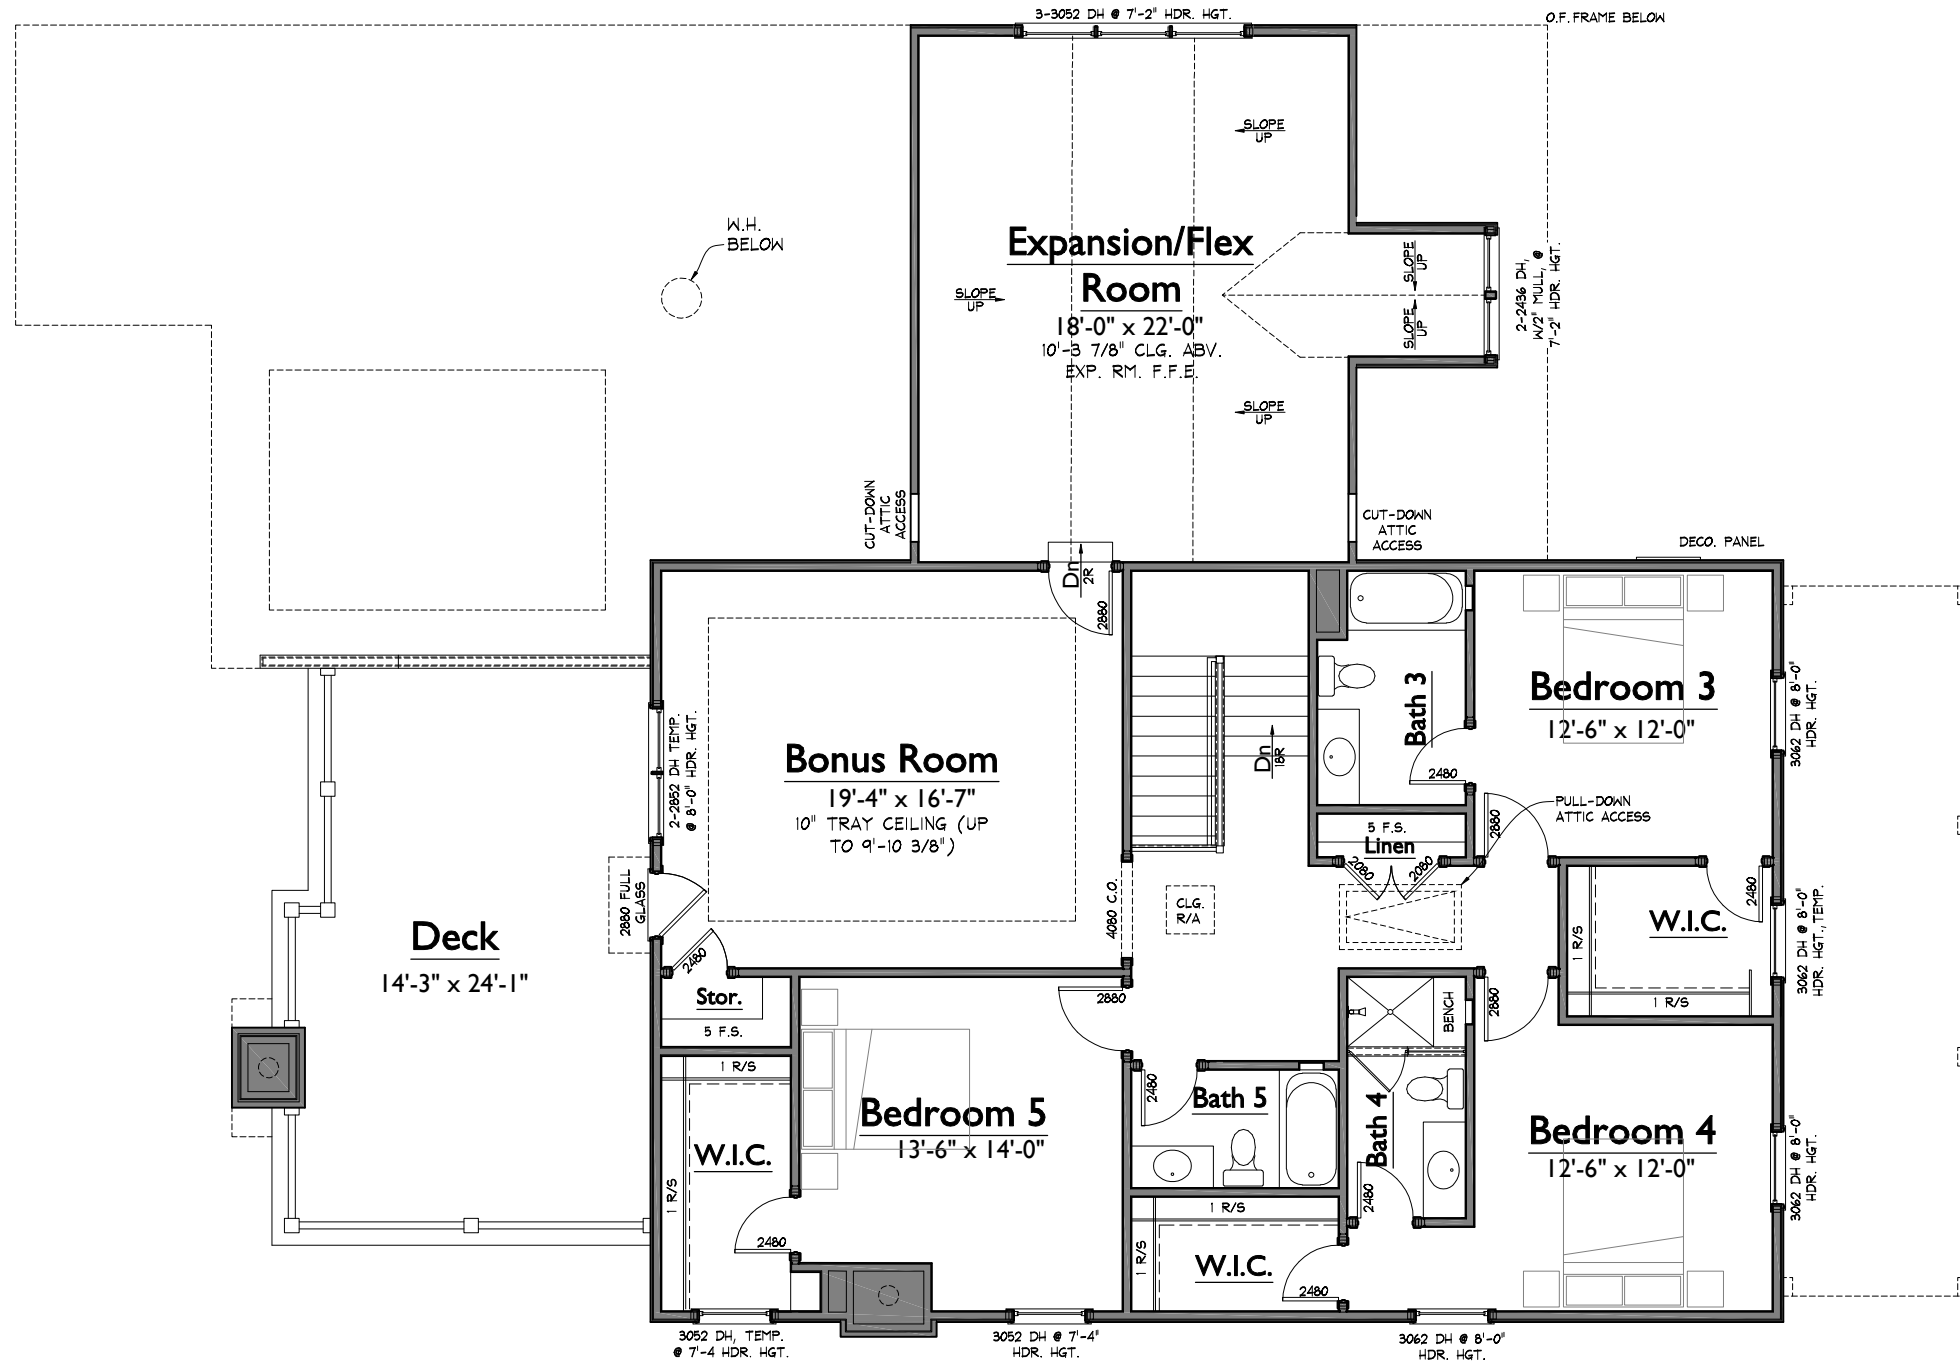 3-3052 DH @ 7'-2" HDR. HGT.
O.F. FRAME BELOW
SLOPE
UP
W.H.
BELOW
Expansion/Flex
Room
18'-0" x 22'-0"
10'-3 7/8" CLG. ABV.
EXP. RM. F.F.E.
SLOPE
UP
SLOPE
UP
SLOPE
UP
2-2436 DH,
W/2" MULL, @
7'-2" HDR. HGT.
SLOPE
UP
CUT-DOWN
ATTIC
ACCESS
CUT-DOWN
ATTIC
ACCESS
DECO. PANEL
Dn
2R
2880
Bonus Room
19'-4" x 16'-7"
10" TRAY CEILING (UP
TO 9'-10 3/8")
2-2852 DH TEMP.
@ 8'-0" HDR. HGT.
Dn
18R
Bath 3
2480
Bedroom 3
12'-6" x 12'-0"
3062 DH @ 8'-0"
HDR. HGT.
PULL-DOWN
ATTIC ACCESS
5 F.S.
Linen
2080
2080
2880
2880 FULL
GLASS
4080 C.O.
CLG.
R/A
2480
W.I.C.
1 R/S
1 R/S
3062 DH @ 8'-0"
HDR. HGT., TEMP.
Deck
14'-3" x 24'-1"
2480
Stor.
5 F.S.
2880
BENCH
2880
1 R/S
W.I.C.
1 R/S
2480
Bedroom 5
13'-6" x 14'-0"
2480
Bath 5
Bath 4
2480
Bedroom 4
12'-6" x 12'-0"
3062 DH @ 8'-0"
HDR. HGT.
1 R/S
1 R/S
W.I.C.
2480
3052 DH, TEMP.
@ 7'-4 HDR. HGT.
3052 DH @ 7'-4"
HDR. HGT.
3062 DH @ 8'-0"
HDR. HGT.